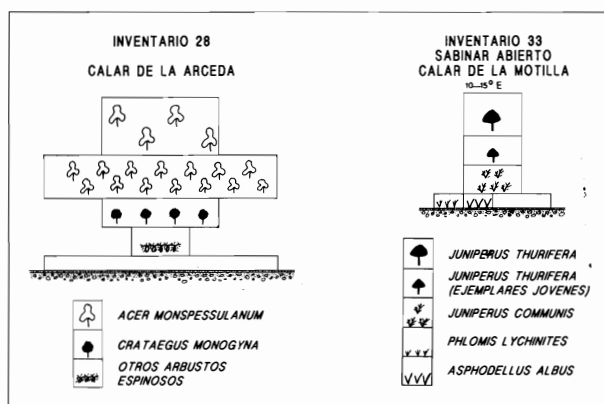 INVENTARIO 28
CALAR DE LA ARCEDA
ACER MONSPESSULANUM
CRATAEGUS MONOGYNA
OTROS ARBUSTOS
ESPINOSOS
INVENTARIO 33
SABINAR ABIERTO
CALAR DE LA MOTILLA
10-15° E
JUNIPERUS THURIFERA
JUNIPERUS THURIFERA
(EJEMPLARES JOVENES)
JUNIPERUS COMMUNIS
PHLOMIS LYCHINITES
ASPHODELLUS ALBUS